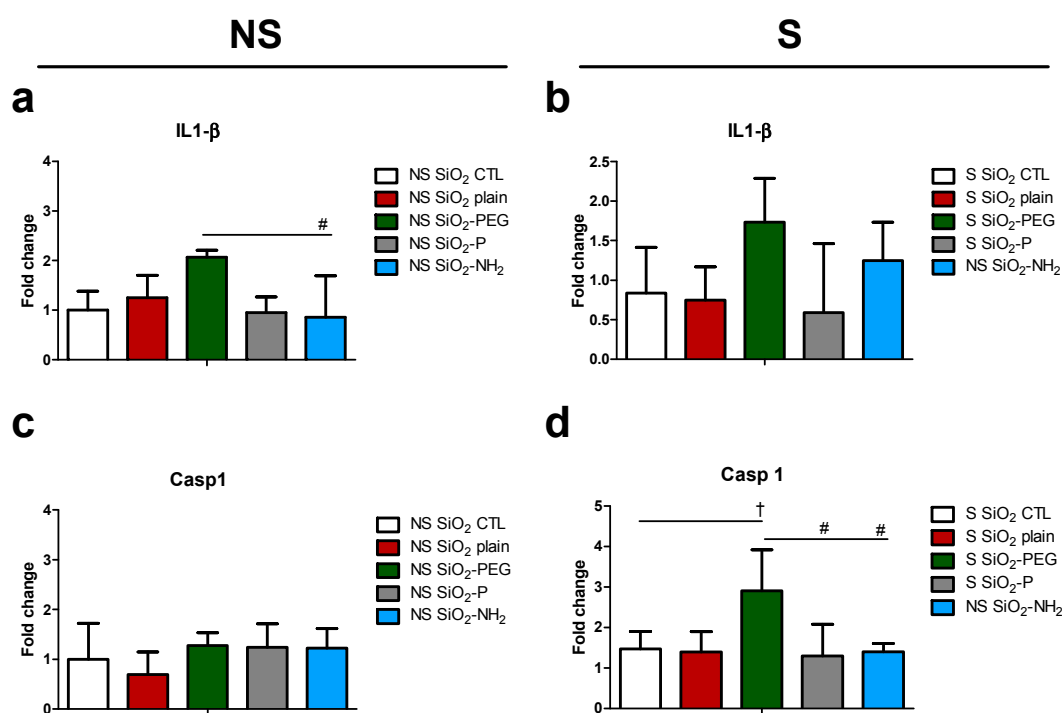 NS
S
a
IL1-β
Fold change
4
3
2
1
0
#
NS SiO₂ CTL
NS SiO₂ plain
NS SiO₂-PEG
NS SiO₂-P
NS SiO₂-NH₂
b
IL1-β
Fold change
2.5
2.0
1.5
1.0
0.5
0.0
S SiO₂ CTL
S SiO₂ plain
S SiO₂-PEG
S SiO₂-P
NS SiO₂-NH₂
c
Casp1
Fold change
4
3
2
1
0
NS SiO₂ CTL
NS SiO₂ plain
NS SiO₂-PEG
NS SiO₂-P
NS SiO₂-NH₂
d
Casp 1
Fold change
5
4
3
2
1
0
†
# #
S SiO₂ CTL
S SiO₂ plain
S SiO₂-PEG
S SiO₂-P
NS SiO₂-NH₂